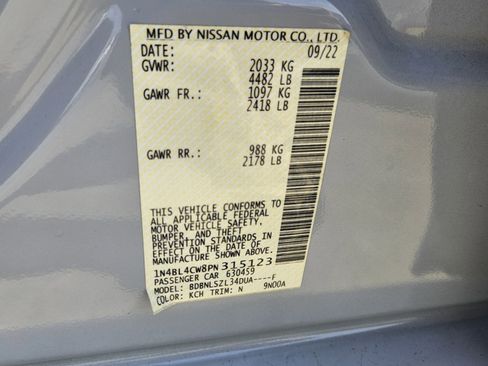 MFD BY NISSAN MOTOR CO., LTD.
DATE: 09/22
GVWR: 2033 KG
4482 LB
GAWR FR.: 1097 KG
2418 LB
GAWR RR.: 988 KG
2178 LB
THIS VEHICLE CONFORMS TO
ALL APPLICABLE FEDERAL
MOTOR VEHICLE SAFETY,
BUMPER, AND THEFT
PREVENTION STANDARDS IN
EFFECT ON THE DATE OF
MANUFACTURE SHOWN ABOVE.
1N4BL4CW8PN315123
PASSENGER CAR 630459
MODEL: BDBNLSZL34DUA----F
COLOR: KCH TRIM: N 9N00A